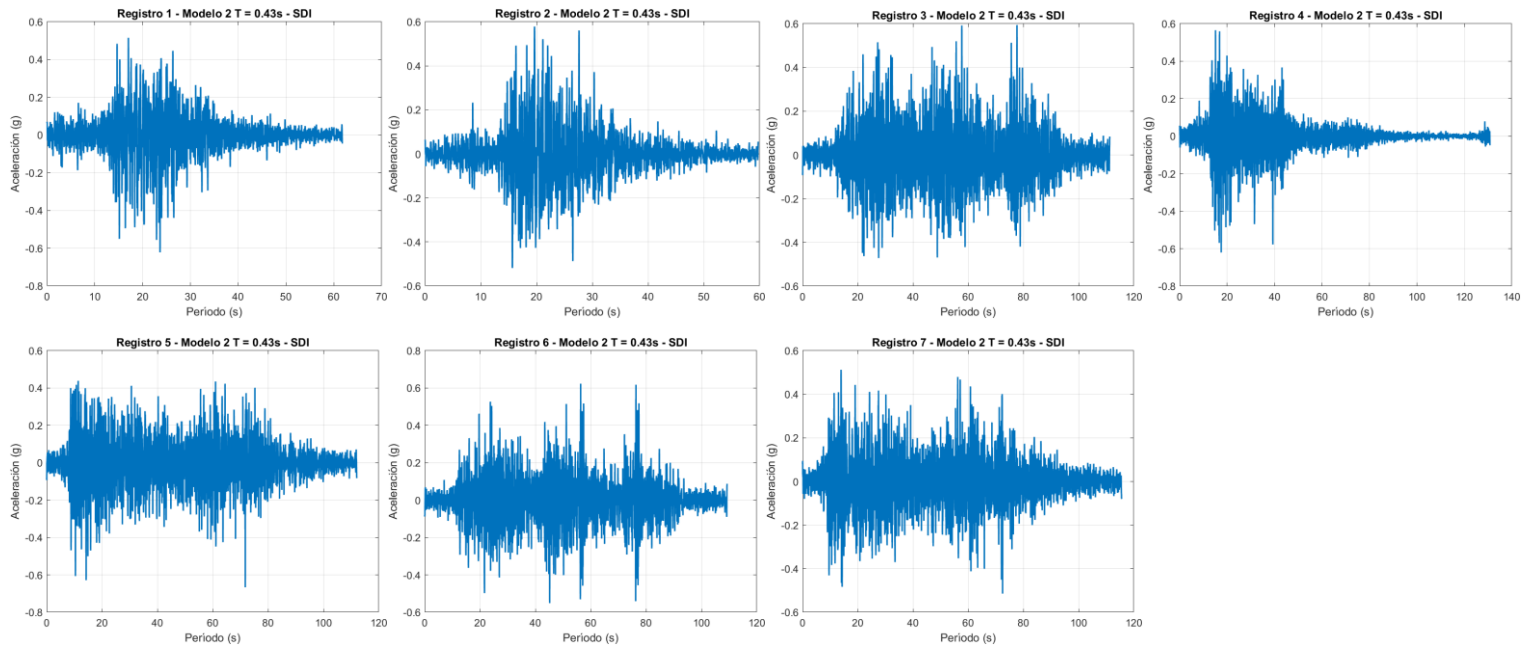 Registro 1 - Modelo 2 T = 0.43s - SDI
Aceleración (g)
0.6
0.4
0.2
0
-0.2
-0.4
-0.6
-0.8
0 10 20 30 40 50 60 70
Periodo (s)
Registro 2 - Modelo 2 T = 0.43s - SDI
Aceleración (g)
0.6
0.4
0.2
0
-0.2
-0.4
-0.6
0 10 20 30 40 50 60
Periodo (s)
Registro 3 - Modelo 2 T = 0.43s - SDI
Aceleración (g)
0.6
0.4
0.2
0
-0.2
-0.4
-0.6
0 20 40 60 80 100 120
Periodo (s)
Registro 4 - Modelo 2 T = 0.43s - SDI
Aceleración (g)
0.6
0.4
0.2
0
-0.2
-0.4
-0.6
-0.8
0 20 40 60 80 100 120 140
Periodo (s)
Registro 5 - Modelo 2 T = 0.43s - SDI
Aceleración (g)
0.6
0.4
0.2
0
-0.2
-0.4
-0.6
-0.8
0 20 40 60 80 100 120
Periodo (s)
Registro 6 - Modelo 2 T = 0.43s - SDI
Aceleración (g)
0.8
0.6
0.4
0.2
0
-0.2
-0.4
-0.6
0 20 40 60 80 100 120
Periodo (s)
Registro 7 - Modelo 2 T = 0.43s - SDI
Aceleración (g)
0.6
0.4
0.2
0
-0.2
-0.4
-0.6
0 20 40 60 80 100 120
Periodo (s)